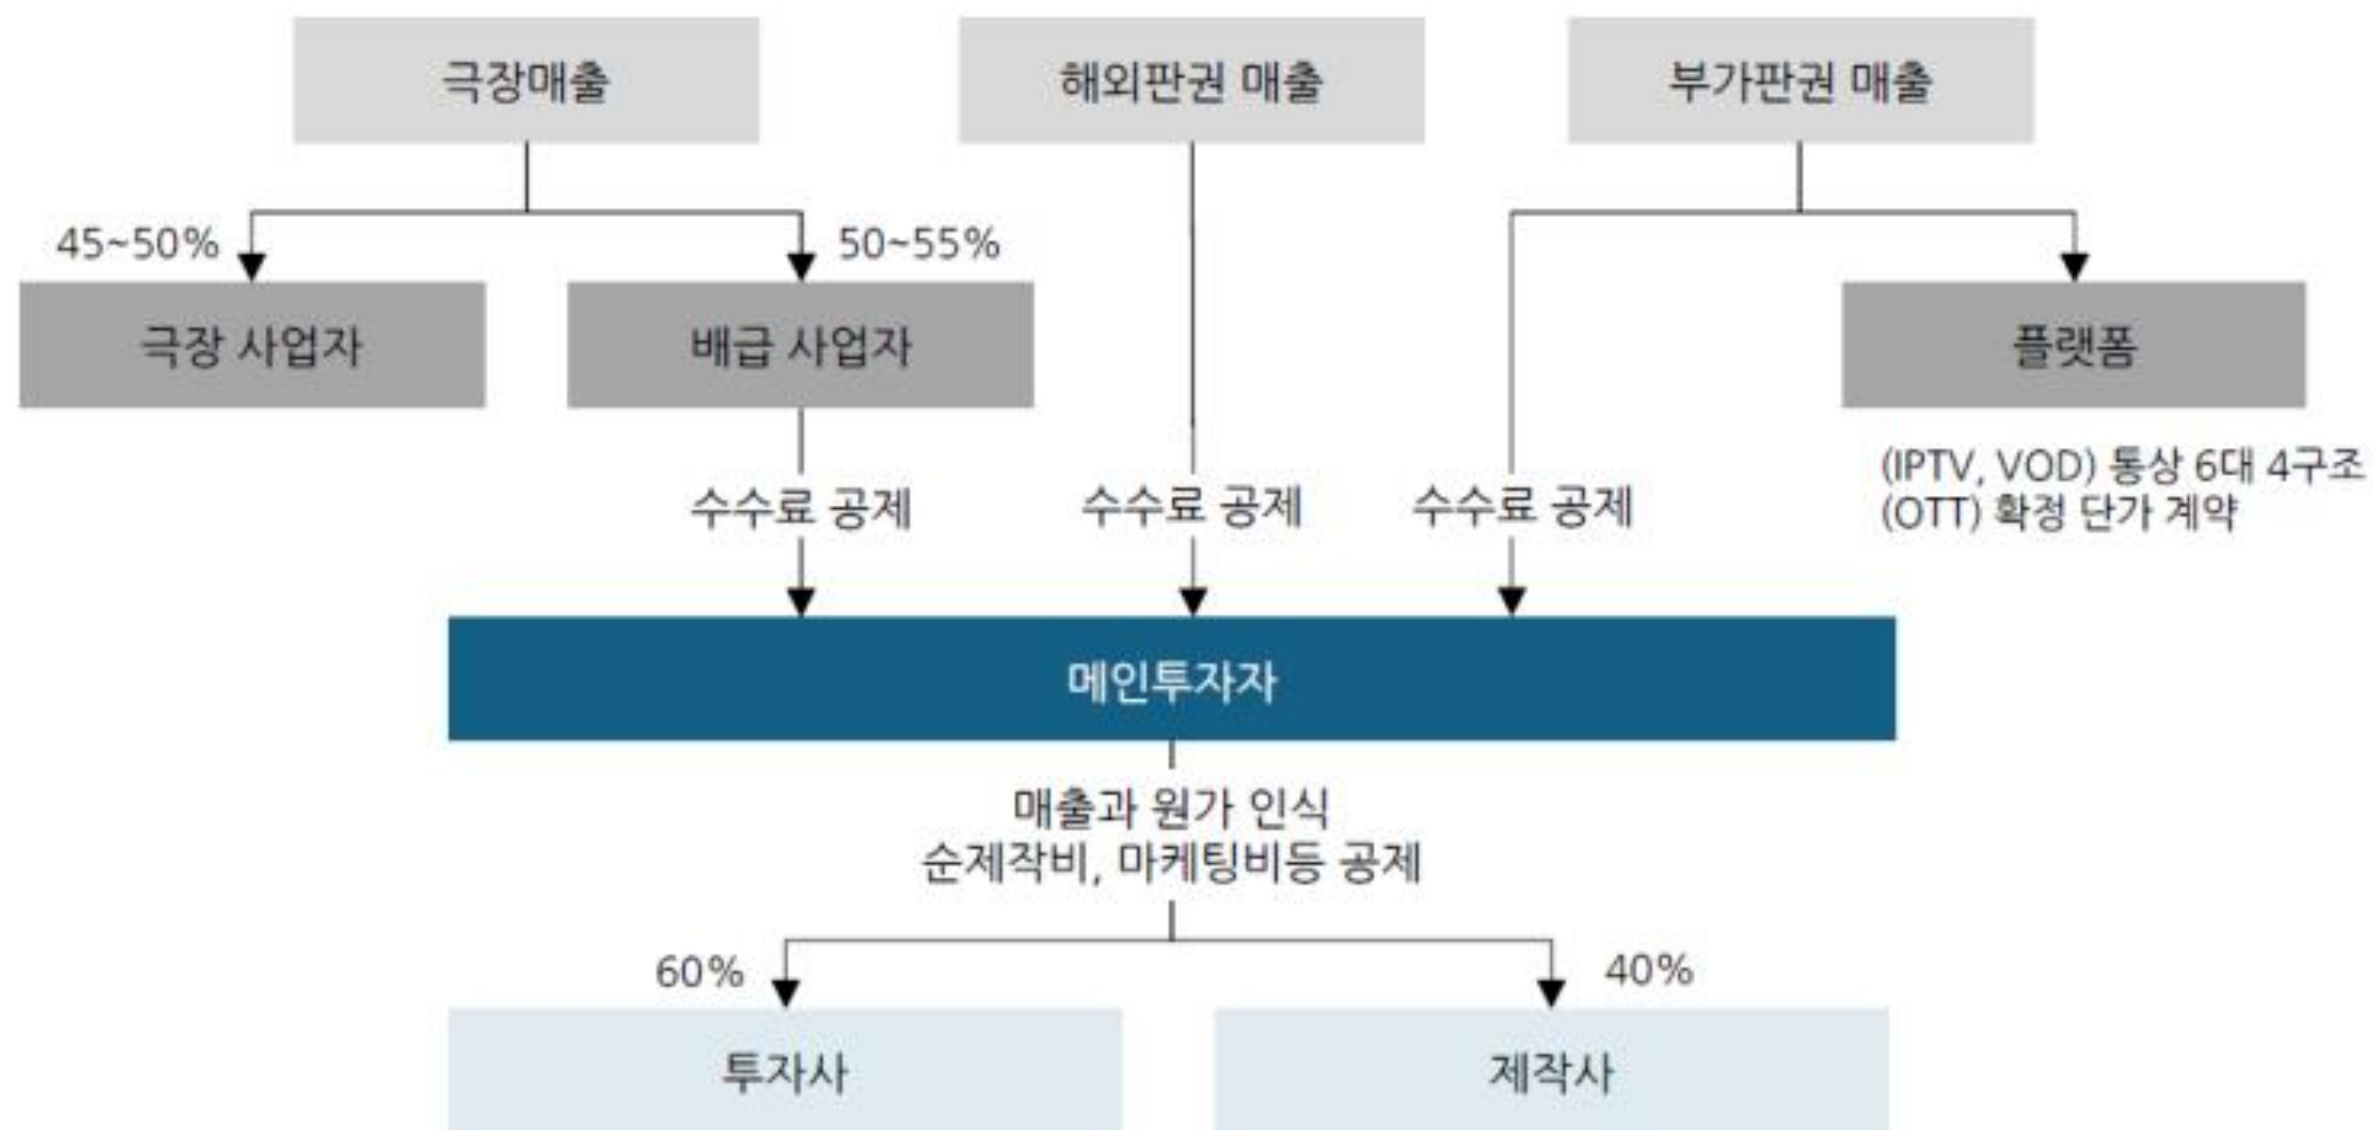 극장매출
해외판권 매출
부가판권 매출
45~50%
50~55%
극장 사업자
배급 사업자
플랫폼
(IPTV, VOD) 통상 6대 4구조
(OTT) 확정 단가 계약
수수료 공제
수수료 공제
수수료 공제
메인투자자
매출과 원가 인식
순제작비, 마케팅비등 공제
60%
40%
투자사
제작사